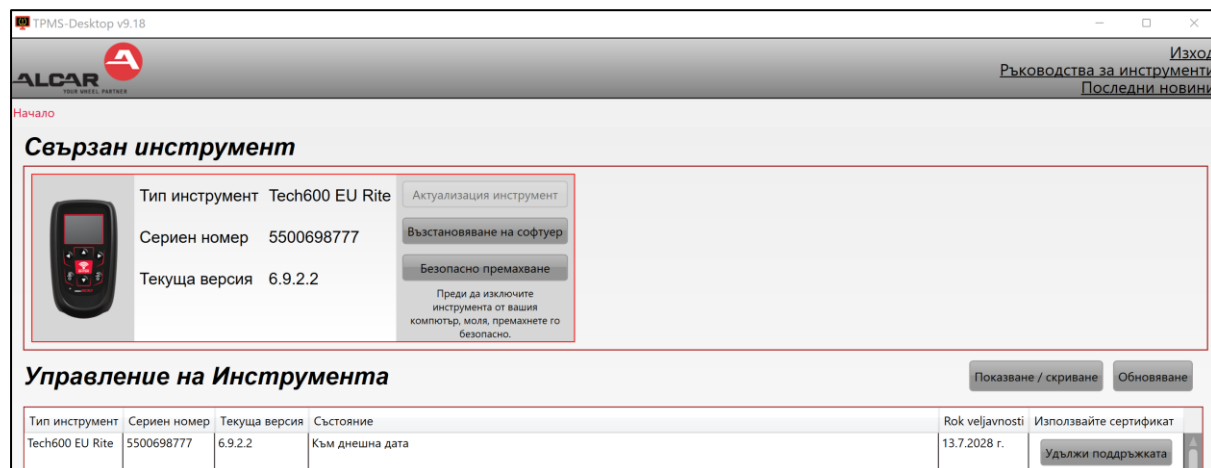 TPMS-Desktop v9.18
ALCAR
YOUR WHEEL PARTNER
Изход
Ръководства за инструменти
Последни новини
Начало
Свързан инструмент
Тип инструмент Tech600 EU Rite
Сериен номер 5500698777
Текуща версия 6.9.2.2
Актуализация инструмент
Възстановяване на софтуер
Безопасно премахване
Преди да изключите
инструмента от вашия
компютър, моля, премахнете го
безопасно.
Управление на Инструмента
Показване / скриване Обновяване
Тип инструмент Сериен номер Текуща версия Състояние Rok veljavnosti Използвайте сертификат
Tech600 EU Rite 5500698777 6.9.2.2 Към днешна дата 13.7.2028 г. Удължи поддръжката